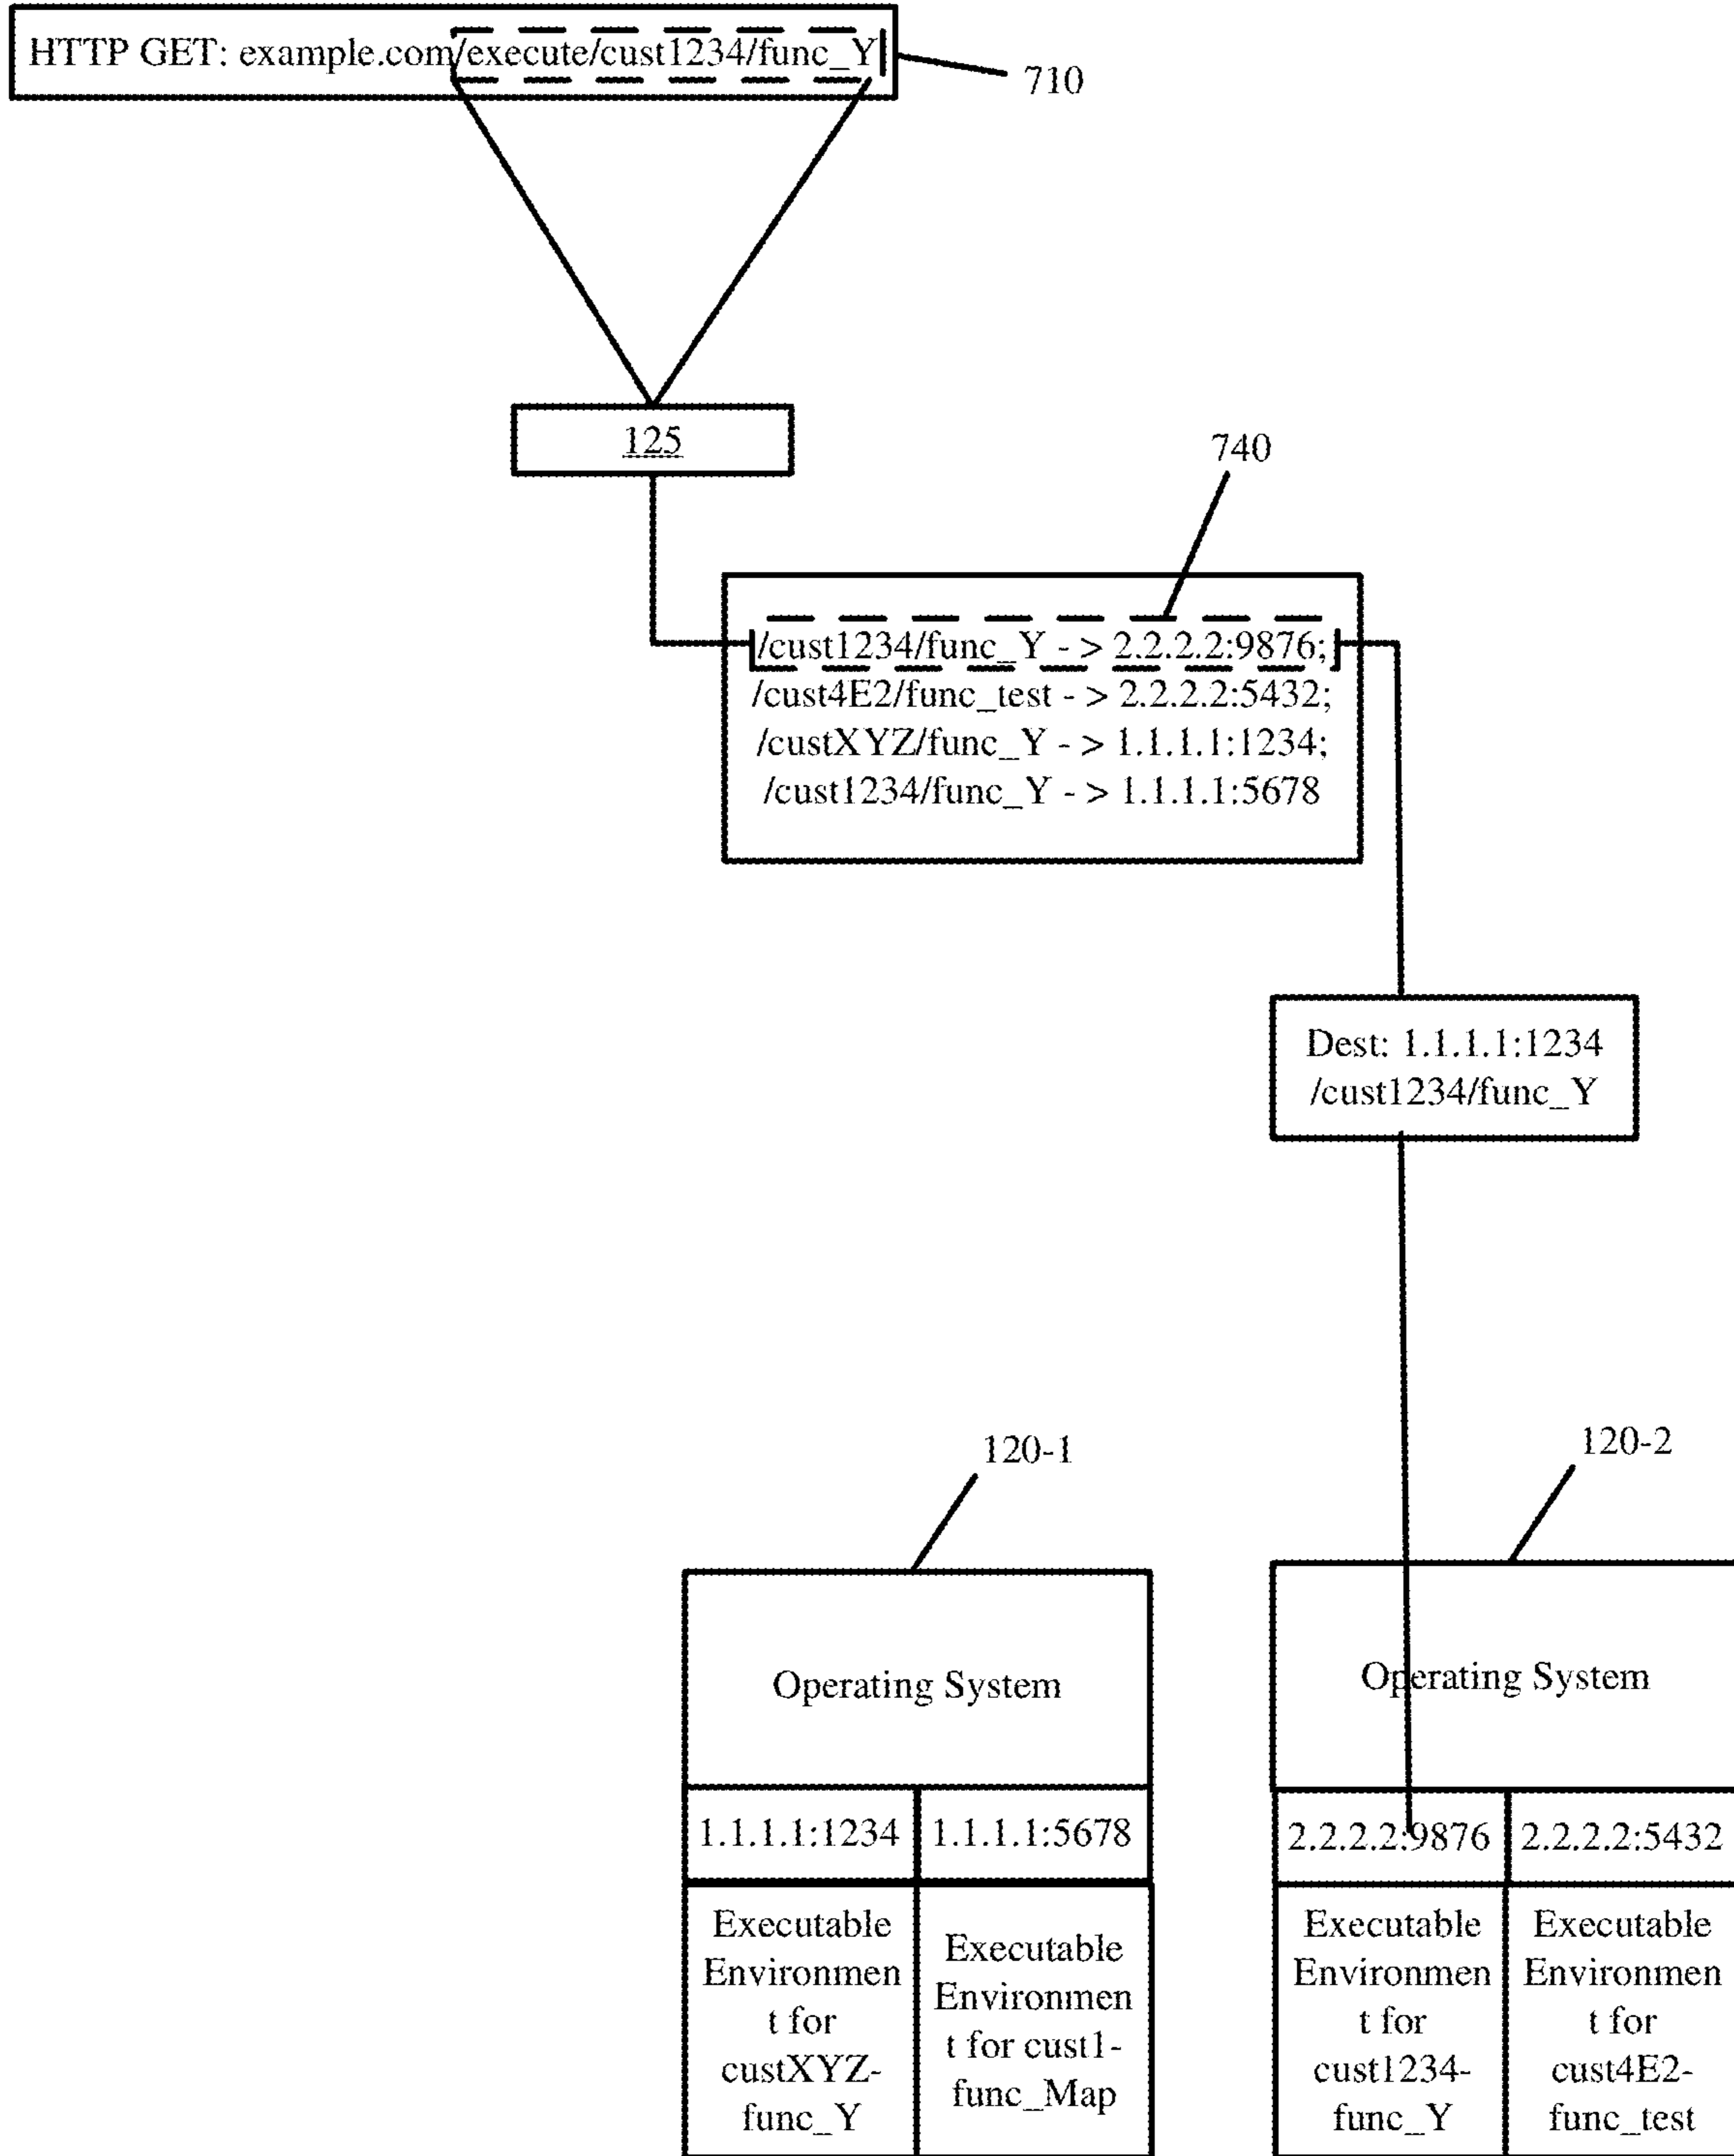 HTTP GET: example.com/execute/cust1234/func_Y
710
125
740
/cust1234/func_Y - > 2.2.2.2:9876;
/cust4E2/func_test - > 2.2.2.2:5432;
/custXYZ/func_Y - > 1.1.1.1:1234;
/cust1234/func_Y - > 1.1.1.1:5678
Dest: 1.1.1.1:1234
/cust1234/func_Y
120-1
Operating System
1.1.1.1:1234
1.1.1.1:5678
Executable
Environmen
t for
custXYZ-
func_Y
Executable
Environmen
t for cust1-
func_Map
120-2
Operating System
2.2.2.2:9876
2.2.2.2:5432
Executable
Environmen
t for
cust1234-
func_Y
Executable
Environmen
t for
cust4E2-
func_test